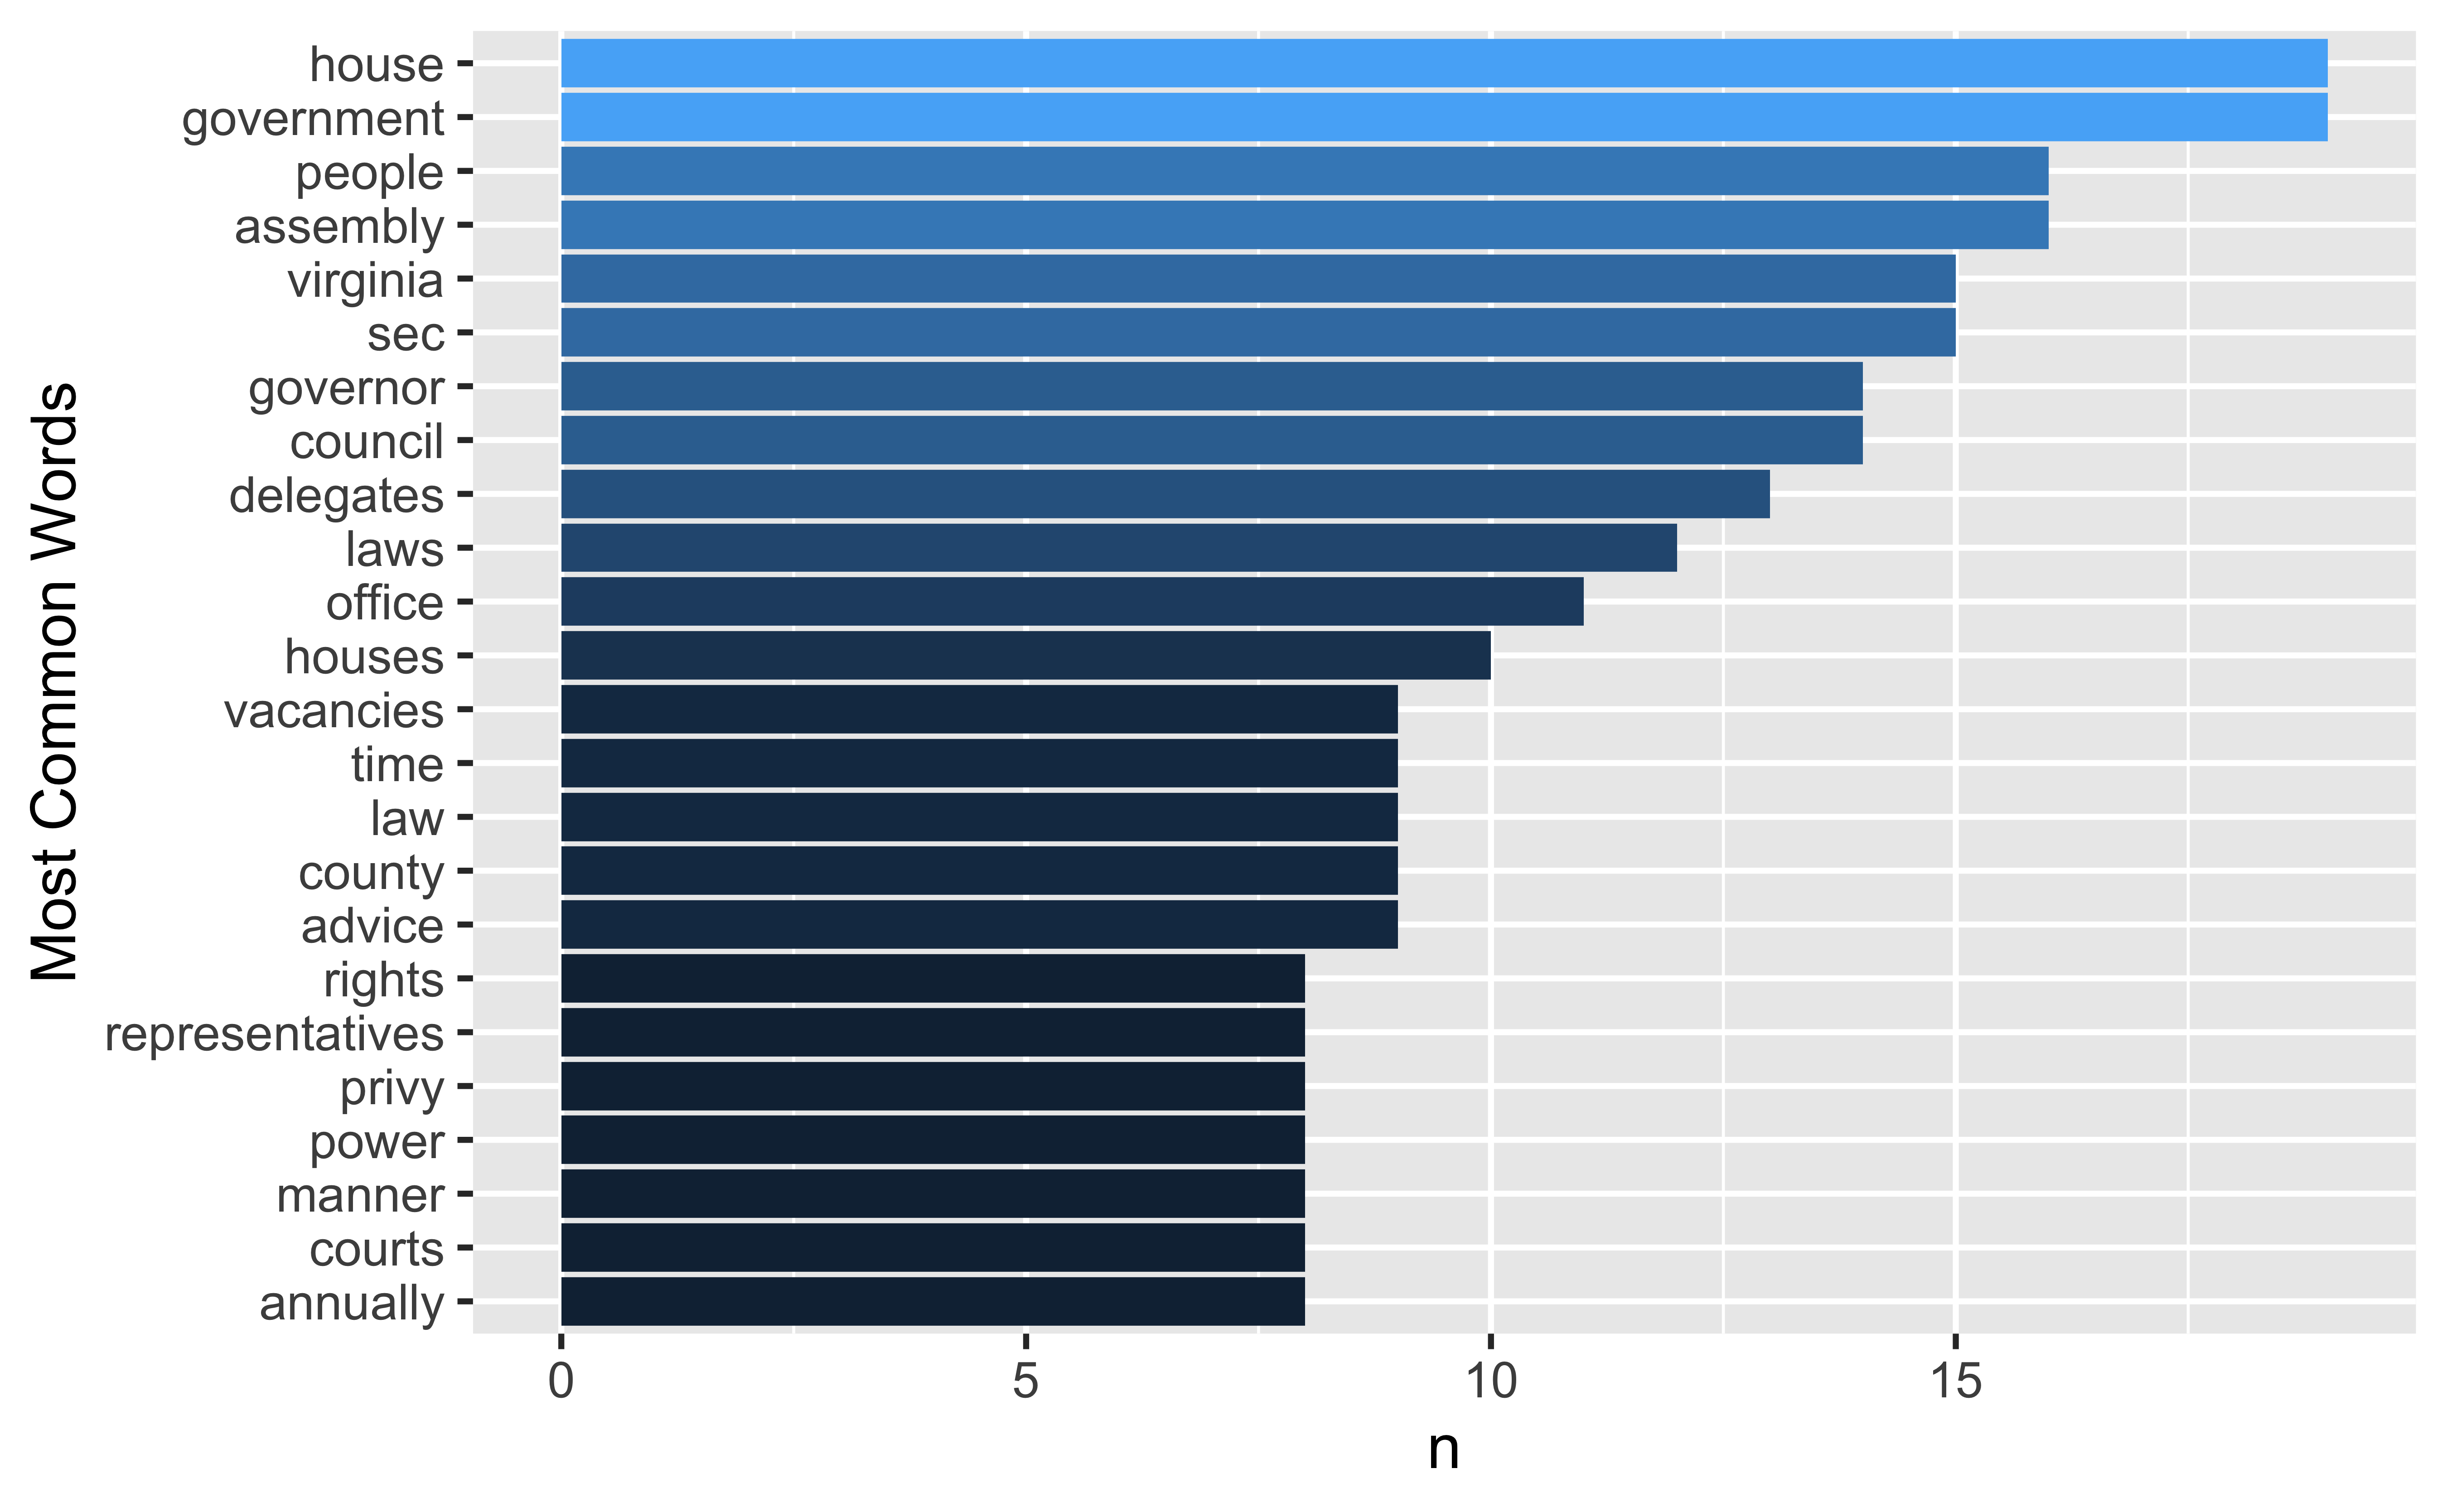 Most Common Words
house
government
people
assembly
virginia
sec
governor
council
delegates
laws
office
houses
vacancies
time
law
county
advice
rights
representatives
privy
power
manner
courts
annually
0 5 10 15
n